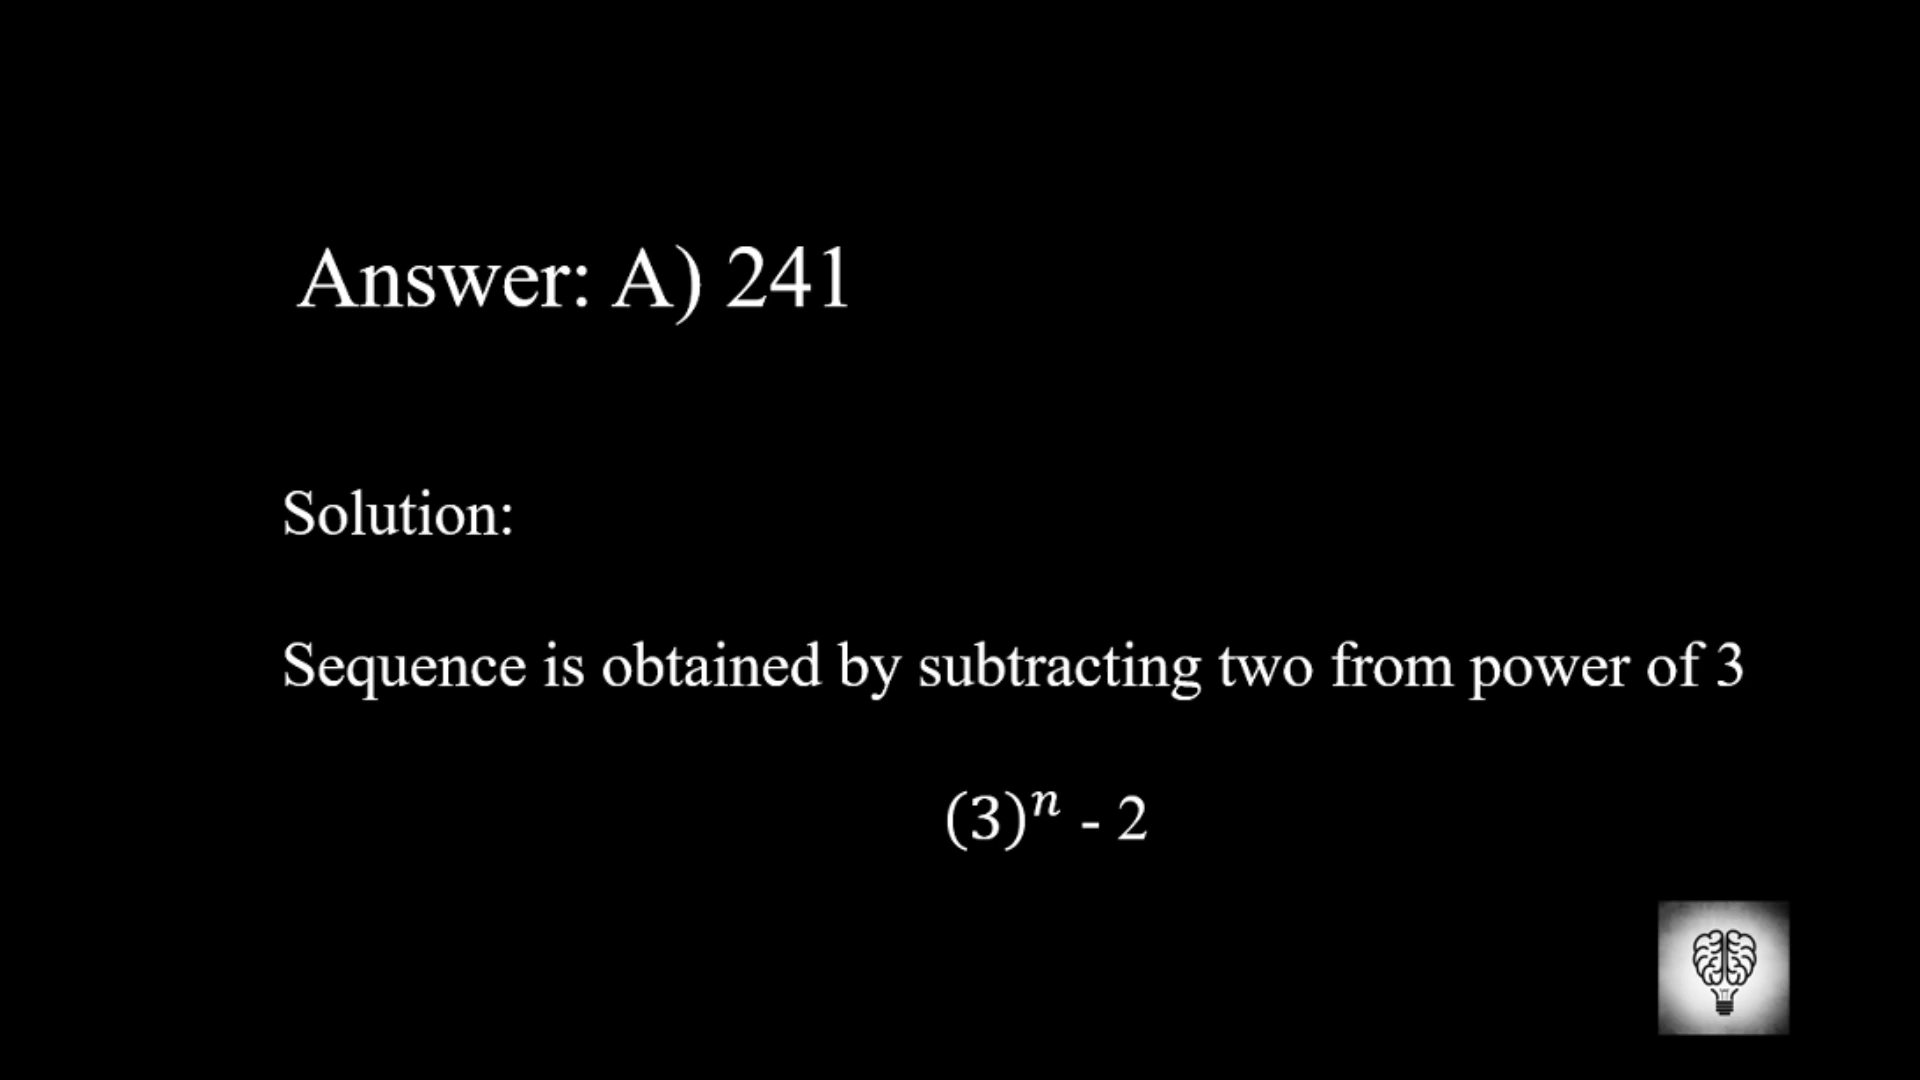 Answer: A) 241
Solution:
Sequence is obtained by subtracting two from power of 3
(3)ⁿ - 2